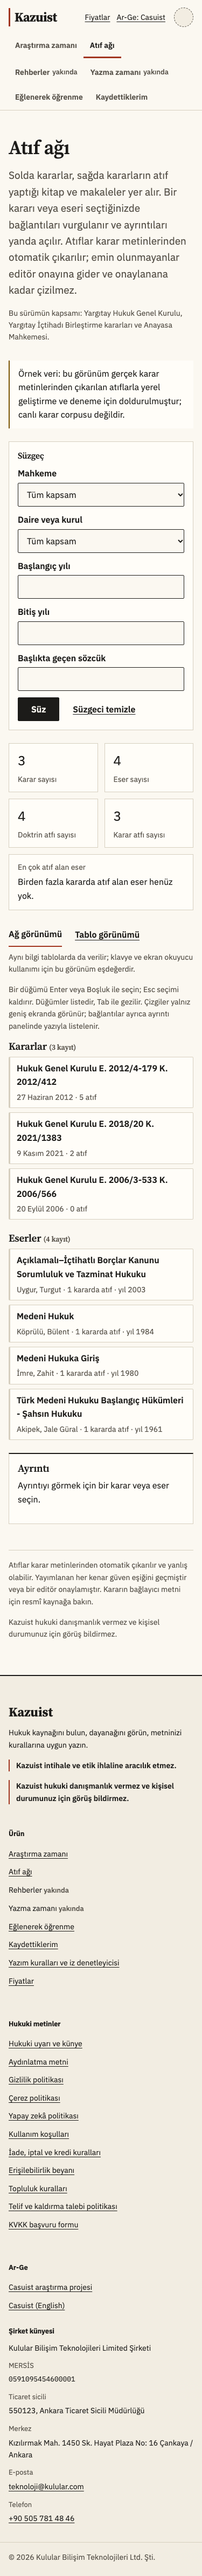 Kazuist
Fiyatlar Ar-Ge: Casuist
Araştırma zamanı Atıf ağı
Rehberler yakında Yazma zamanı yakında
Eğlenerek öğrenme Kaydettiklerim
Atıf ağı
Solda kararlar, sağda kararların atıf
yaptığı kitap ve makaleler yer alır. Bir
kararı veya eseri seçtiğinizde
bağlantıları vurgulanır ve ayrıntıları
yanda açılır. Atıflar karar metinlerinden
otomatik çıkarılır; emin olunmayanlar
editör onayına gider ve onaylanana
kadar çizilmez.
Bu sürümün kapsamı: Yargıtay Hukuk Genel Kurulu,
Yargıtay İçtihadı Birleştirme kararları ve Anayasa
Mahkemesi.
Örnek veri: bu görünüm gerçek karar
metinlerinden çıkarılan atıflarla yerel
geliştirme ve deneme için doldurulmuştur;
canlı karar corpusu değildir.
Süzgeç
Mahkeme
Tüm kapsam
Daire veya kurul
Tüm kapsam
Başlangıç yılı
Bitiş yılı
Başlıkta geçen sözcük
Süz Süzgeci temizle
3
Karar sayısı
4
Eser sayısı
4
Doktrin atfı sayısı
3
Karar atfı sayısı
En çok atıf alan eser
Birden fazla kararda atıf alan eser henüz
yok.
Ağ görünümü Tablo görünümü
Aynı bilgi tablolarda da verilir; klavye ve ekran okuyucu
kullanımı için bu görünüm eşdeğerdir.
Bir düğümü Enter veya Boşluk ile seçin; Esc seçimi
kaldırır. Düğümler listedir, Tab ile gezilir. Çizgiler yalnız
geniş ekranda görünür; bağlantılar ayrıca ayrıntı
panelinde yazıyla listelenir.
Kararlar (3 kayıt)
Hukuk Genel Kurulu E. 2012/4-179 K.
2012/412
27 Haziran 2012 · 5 atıf
Hukuk Genel Kurulu E. 2018/20 K.
2021/1383
9 Kasım 2021 · 2 atıf
Hukuk Genel Kurulu E. 2006/3-533 K.
2006/566
20 Eylül 2006 · 0 atıf
Eserler (4 kayıt)
Açıklamalı–İçtihatlı Borçlar Kanunu
Sorumluluk ve Tazminat Hukuku
Uygur, Turgut · 1 kararda atıf · yıl 2003
Medeni Hukuk
Köprülü, Bülent · 1 kararda atıf · yıl 1984
Medeni Hukuka Giriş
İmre, Zahit · 1 kararda atıf · yıl 1980
Türk Medeni Hukuku Başlangıç Hükümleri
- Şahsın Hukuku
Akipek, Jale Güral · 1 kararda atıf · yıl 1961
Ayrıntı
Ayrıntıyı görmek için bir karar veya eser
seçin.
Atıflar karar metinlerinden otomatik çıkarılır ve yanlış
olabilir. Yayımlanan her kenar güven eşiğini geçmiştir
veya bir editör onaylamıştır. Kararın bağlayıcı metni
için resmî kaynağa bakın.
Kazuist hukuki danışmanlık vermez ve kişisel
durumunuz için görüş bildirmez.
Kazuist
Hukuk kaynağını bulun, dayanağını görün, metninizi
kurallarına uygun yazın.
Kazuist intihale ve etik ihlaline aracılık etmez.
Kazuist hukuki danışmanlık vermez ve kişisel
durumunuz için görüş bildirmez.
Ürün
Araştırma zamanı
Atıf ağı
Rehberler yakında
Yazma zamanı yakında
Eğlenerek öğrenme
Kaydettiklerim
Yazım kuralları ve iz denetleyicisi
Fiyatlar
Hukuki metinler
Hukuki uyarı ve künye
Aydınlatma metni
Gizlilik politikası
Çerez politikası
Yapay zekâ politikası
Kullanım koşulları
İade, iptal ve kredi kuralları
Erişilebilirlik beyanı
Topluluk kuralları
Telif ve kaldırma talebi politikası
KVKK başvuru formu
Ar-Ge
Casuist araştırma projesi
Casuist (English)
Şirket künyesi
Kulular Bilişim Teknolojileri Limited Şirketi
MERSİS
0591095454600001
Ticaret sicili
550123, Ankara Ticaret Sicili Müdürlüğü
Merkez
Kızılırmak Mah. 1450 Sk. Hayat Plaza No: 16 Çankaya /
Ankara
E-posta
teknoloji@kulular.com
Telefon
+90 505 781 48 46
© 2026 Kulular Bilişim Teknolojileri Ltd. Şti.